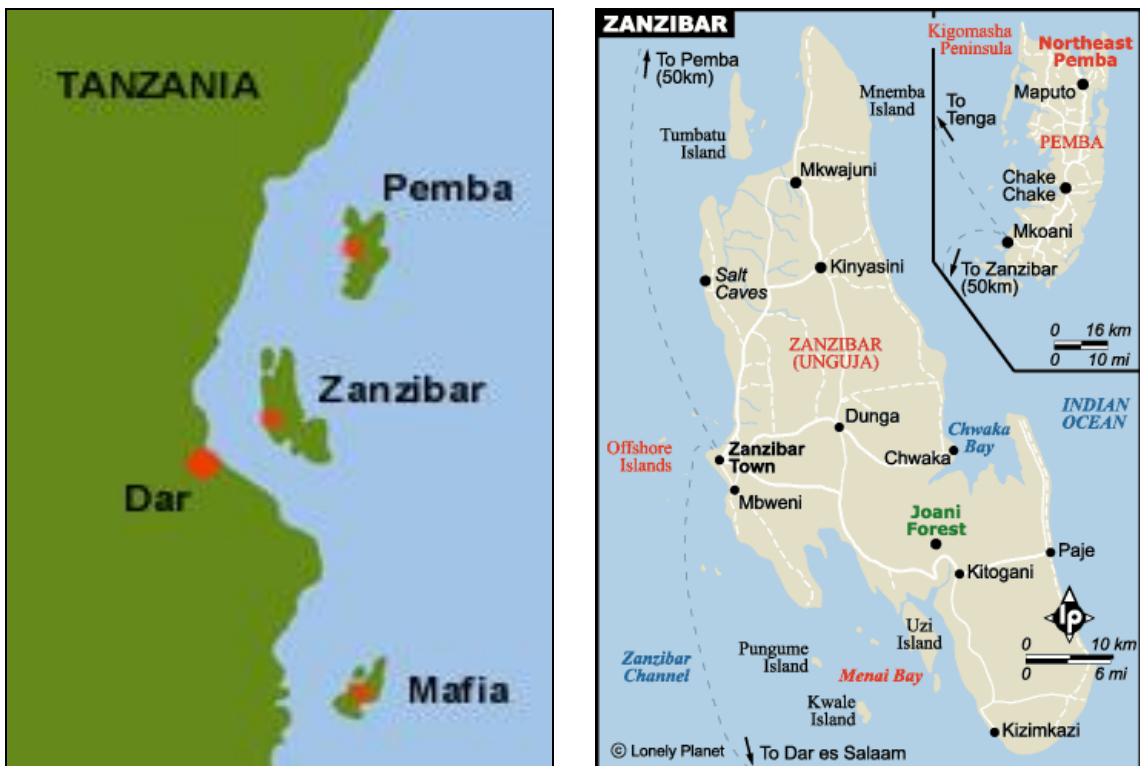 TANZANIA
Pemba
Zanzibar
Dar
Mafia
ZANZIBAR
To Pemba
(50km)
Tumbatu
Island
Mnemba
Island
Mkwajuni
Salt
Caves
Kinyasini
ZANZIBAR
(UNGUJA)
Dunga
Offshore
Islands
Zanzibar
Town
Mbweni
Chwaka
Bay
Chwaka
INDIAN
OCEAN
Joani
Forest
Paje
Kitogani
Uzi
Island
Pungume
Island
Menai Bay
Kwale
Island
Zanzibar
Channel
Kizimkazi
© Lonely Planet
To Dar es Salaam
lp
0 10 km
0 6 mi
Kigomasha
Peninsula
Northeast
Pemba
Maputo
To
Tenga
PEMBA
Chake
Chake
Mkoani
To Zanzibar
(50km)
0 16 km
0 10 mi